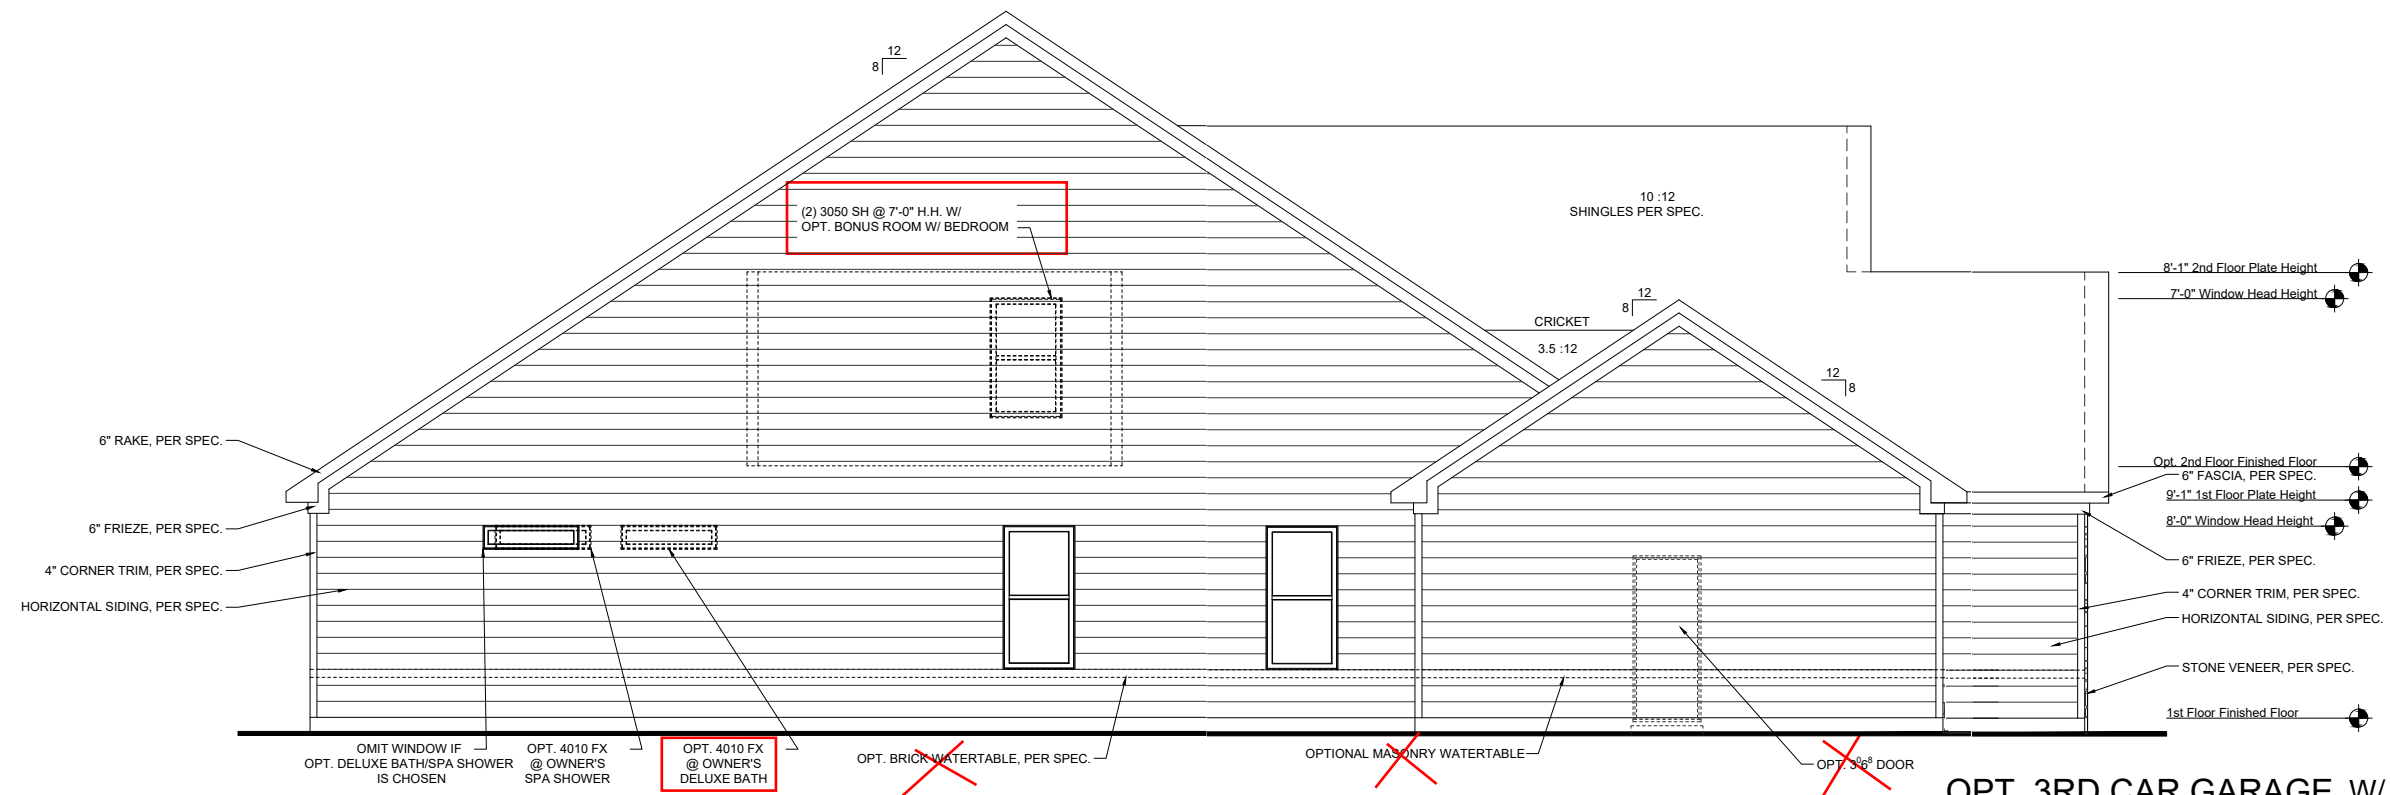 12
8
(2) 3050 SH @ 7'-0" H.H. W/
OPT. BONUS ROOM W/ BEDROOM
10 :12
SHINGLES PER SPEC.
12
8
CRICKET
3.5 :12
12
8
8'-1" 2nd Floor Plate Height
7'-0" Window Head Height
Opt. 2nd Floor Finished Floor
6" FASCIA, PER SPEC.
9'-1" 1st Floor Plate Height
8'-0" Window Head Height
6" FRIEZE, PER SPEC.
4" CORNER TRIM, PER SPEC.
HORIZONTAL SIDING, PER SPEC.
STONE VENEER, PER SPEC.
1st Floor Finished Floor
6" RAKE, PER SPEC.
6" FRIEZE, PER SPEC.
4" CORNER TRIM, PER SPEC.
HORIZONTAL SIDING, PER SPEC.
OMIT WINDOW IF
OPT. DELUXE BATH/SPA SHOWER
IS CHOSEN
OPT. 4010 FX
@ OWNER'S
SPA SHOWER
OPT. 4010 FX
@ OWNER'S
DELUXE BATH
OPT. BRICK WATERTABLE, PER SPEC.
OPTIONAL MASONRY WATERTABLE
OPT. 3⁰6⁸ DOOR
OPT. 3RD CAR GARAGE W/